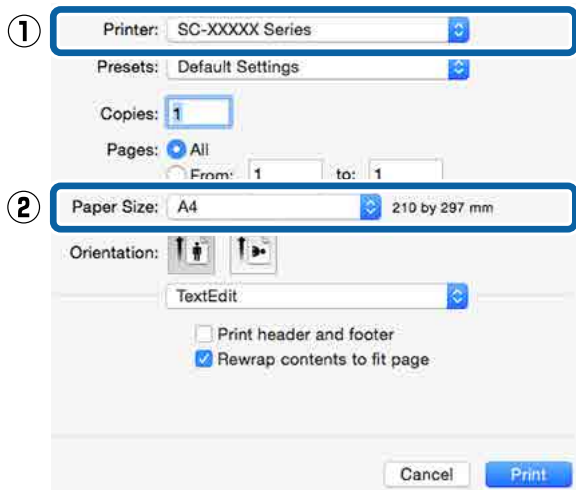 ① Printer: SC-XXXXX Series
Presets: Default Settings
Copies: 1
Pages: All
From: 1 to: 1
② Paper Size: A4 210 by 297 mm
Orientation:
TextEdit
Print header and footer
Rewrap contents to fit page
Cancel Print